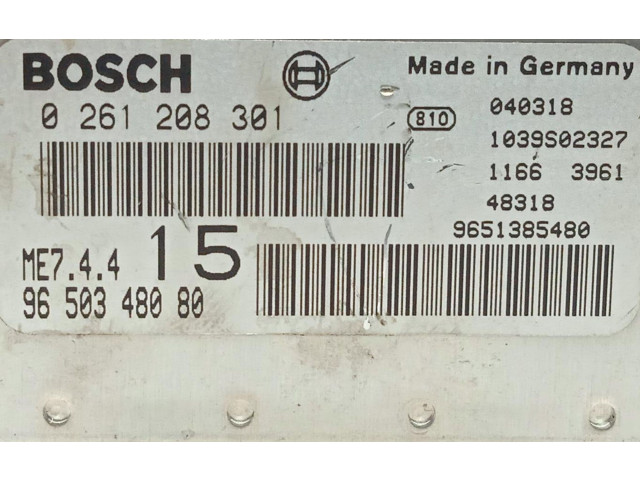 BOSCH
Made in Germany
0 261 208 301
810
040318
1039S02327
1166 3961
48318
9651385480
ME7.4.4 15
96 503 480 80